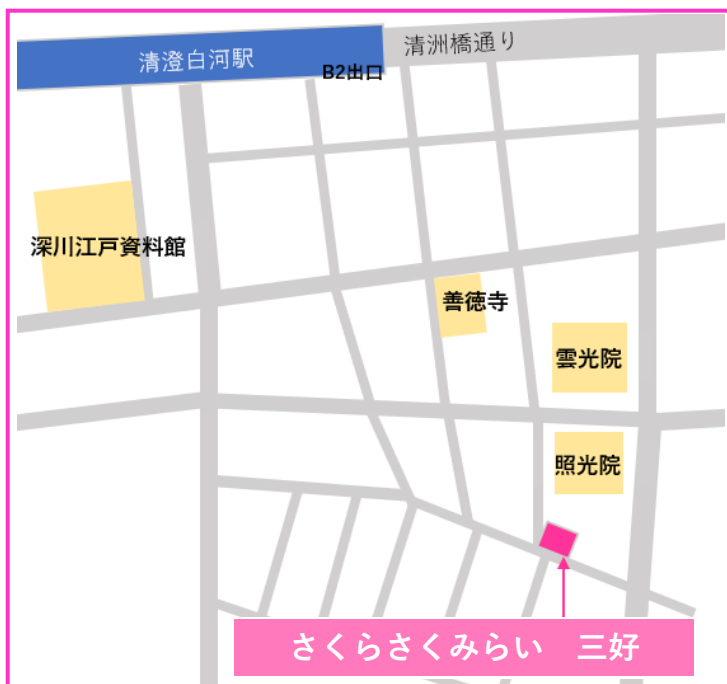 清洲橋通り
清澄白河駅
B2出口
深川江戸資料館
善徳寺
雲光院
照光院
さくらさくみらい　三好